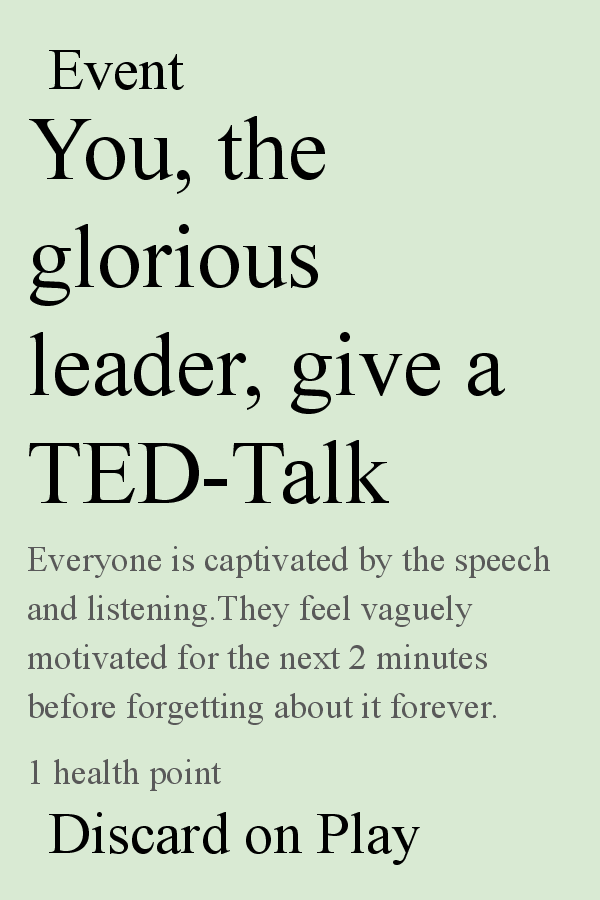 Event
You, the
glorious
leader, give a
TED-Talk
Everyone is captivated by the speech
and listening.They feel vaguely
motivated for the next 2 minutes
before forgetting about it forever.
1 health point
Discard on Play